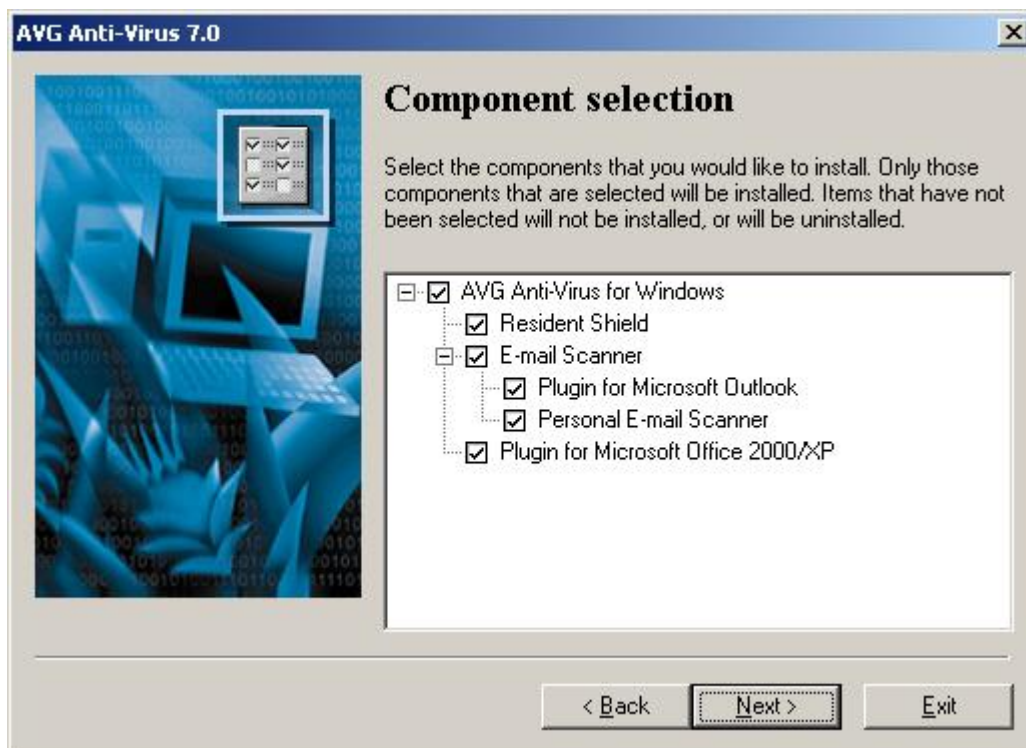 AVG Anti-Virus 7.0
Component selection
Select the components that you would like to install. Only those
components that are selected will be installed. Items that have not
been selected will not be installed, or will be uninstalled.
AVG Anti-Virus for Windows
Resident Shield
E-mail Scanner
Plugin for Microsoft Outlook
Personal E-mail Scanner
Plugin for Microsoft Office 2000/XP
< Back
Next >
Exit